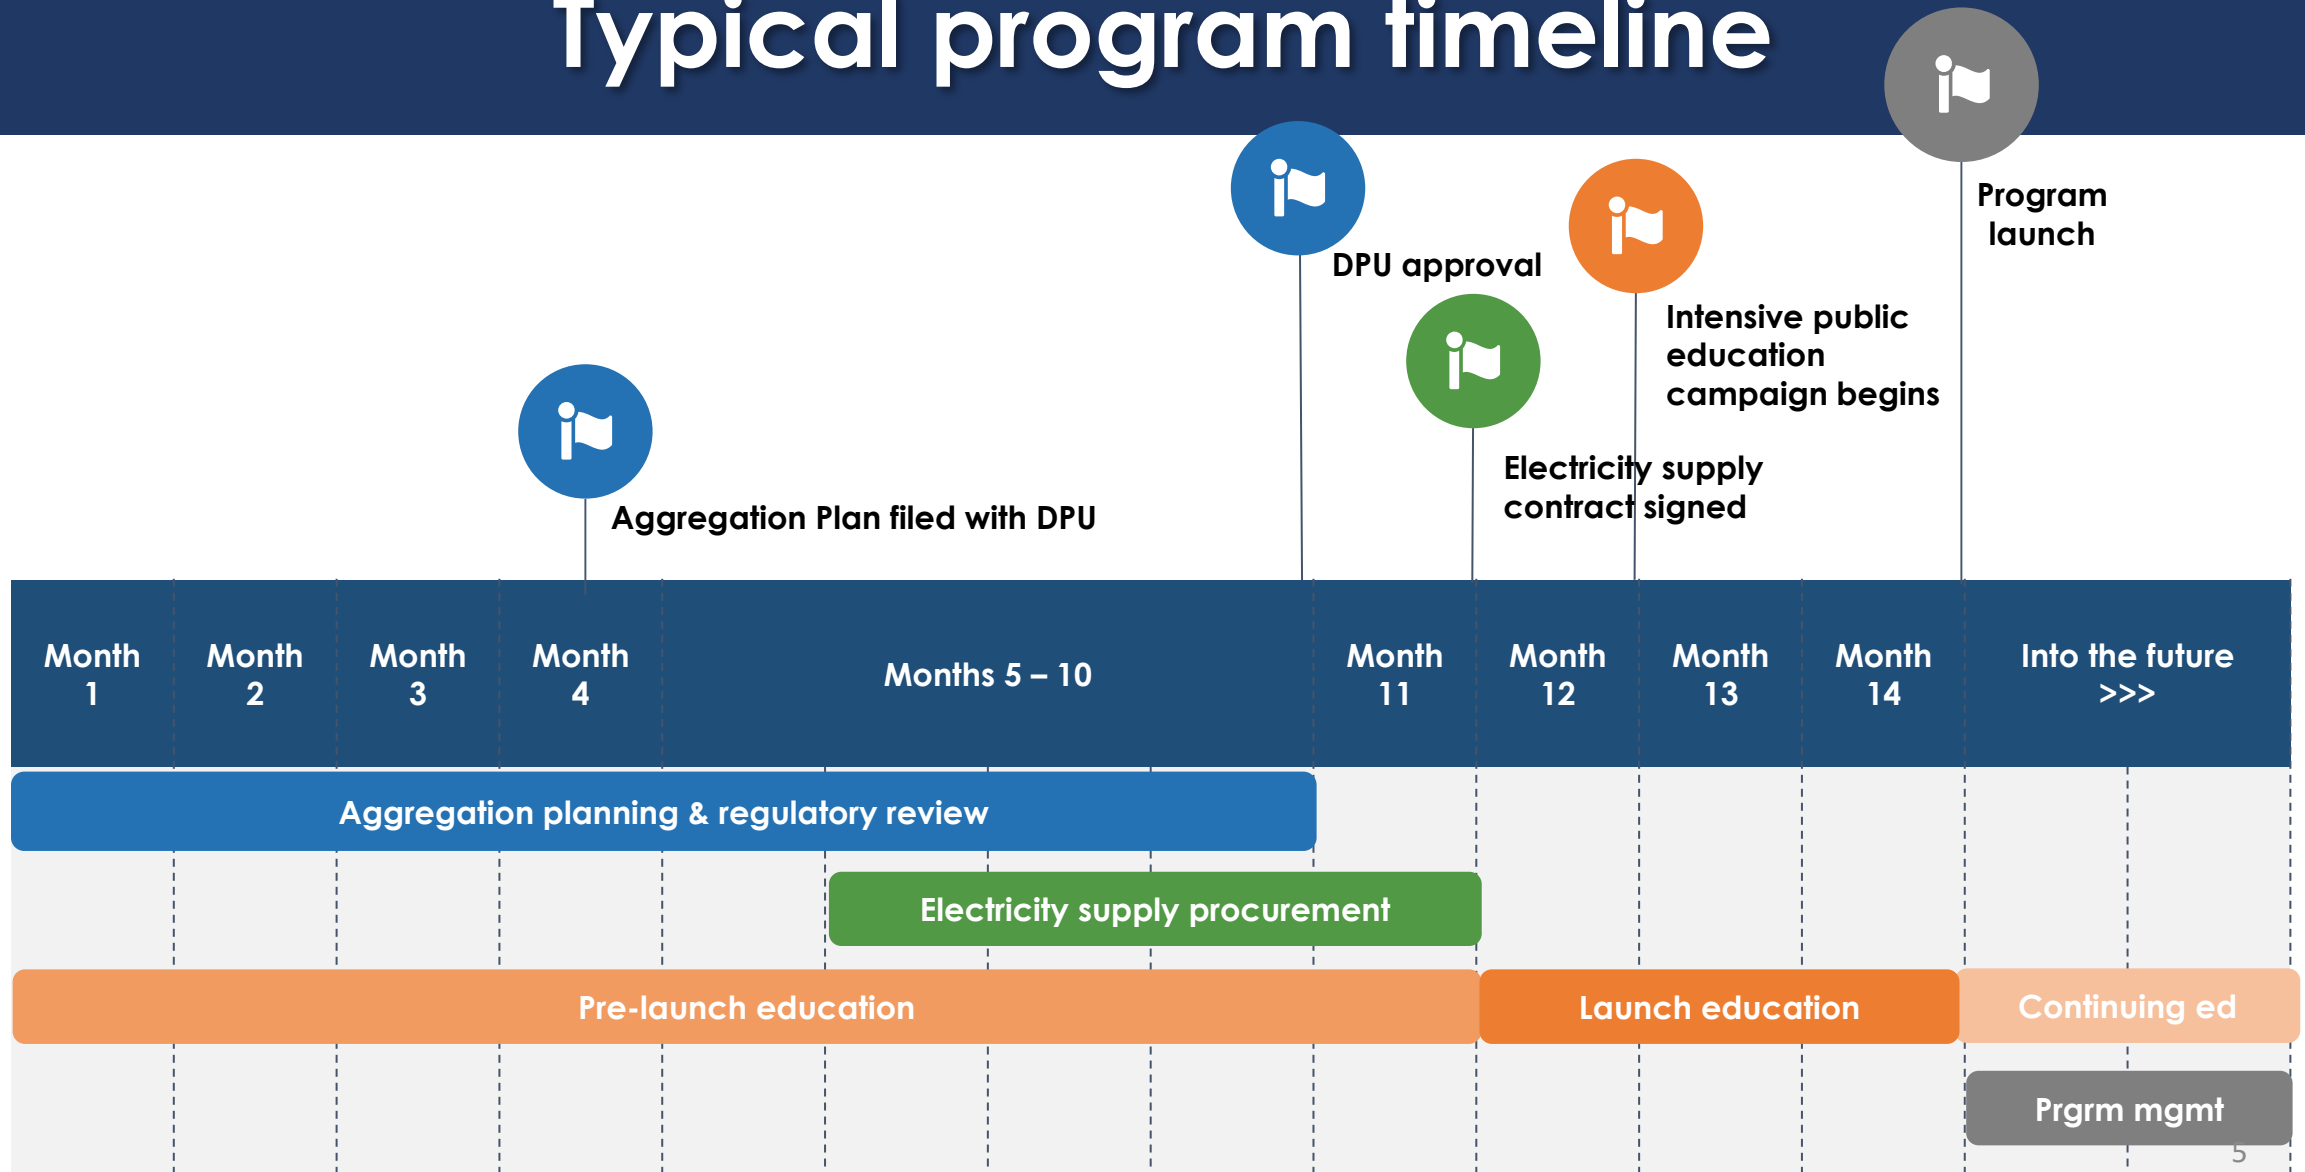 Typical program timeline
Program
launch
DPU approval
Intensive public
education
campaign begins
Electricity supply
contract signed
Aggregation Plan filed with DPU
Month
1
Month
2
Month
3
Month
4
Months 5 – 10
Month
11
Month
12
Month
13
Month
14
Into the future
>>>
Aggregation planning & regulatory review
Electricity supply procurement
Pre-launch education
Launch education
Continuing ed
Prgrm mgmt
5